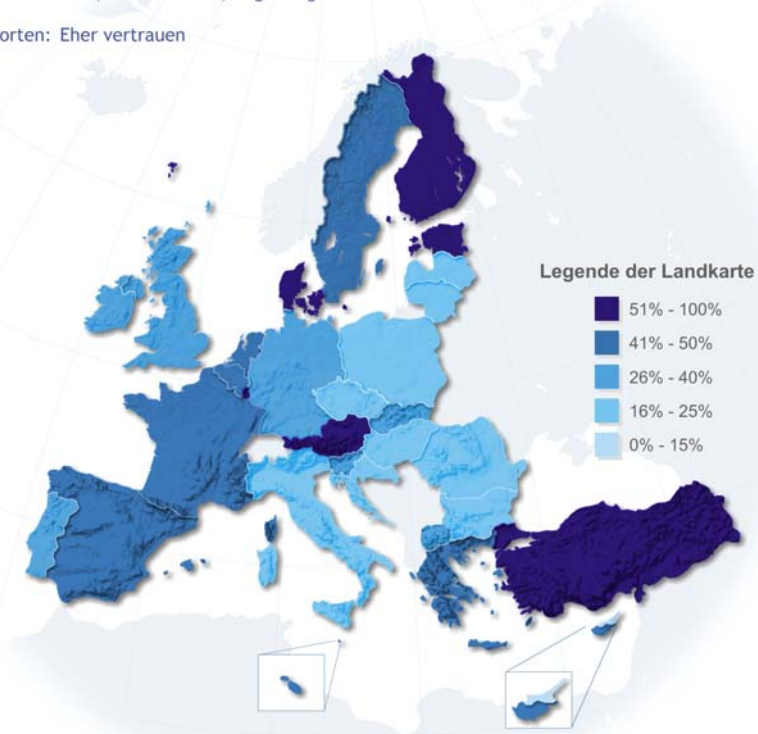 orten: Eher vertrauen
Legende der Landkarte
51% - 100%
41% - 50%
26% - 40%
16% - 25%
0% - 15%